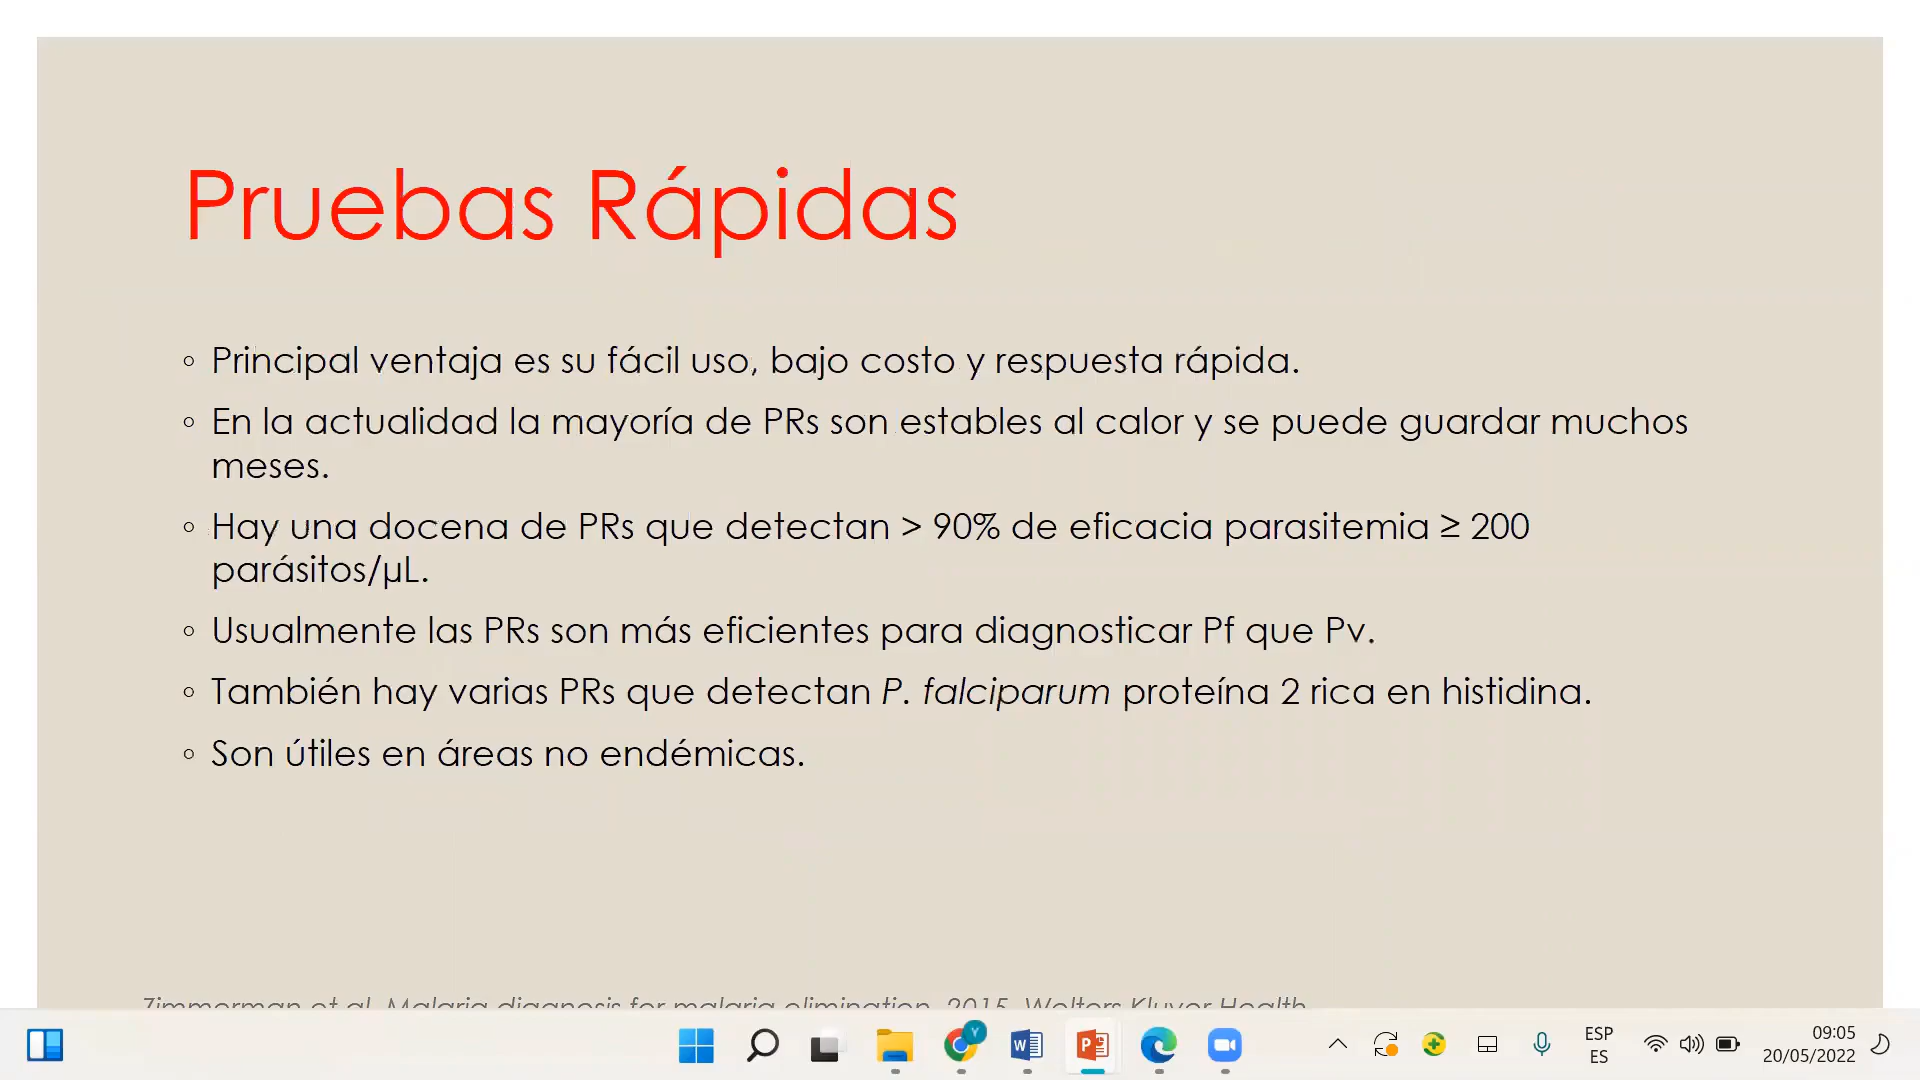 Pruebas Rápidas
◦ Principal ventaja es su fácil uso, bajo costo y respuesta rápida.
◦ En la actualidad la mayoría de PRs son estables al calor y se puede guardar muchos
meses.
◦ Hay una docena de PRs que detectan > 90% de eficacia parasitemia ≥ 200
parásitos/µL.
◦ Usualmente las PRs son más eficientes para diagnosticar Pf que Pv.
◦ También hay varias PRs que detectan P. falciparum proteína 2 rica en histidina.
◦ Son útiles en áreas no endémicas.
Zimmerman et al. Malaria diagnosis for malaria elimination. 2015. Wolters Kluver Health
Y
W
P
ESP
ES
09:05
20/05/2022